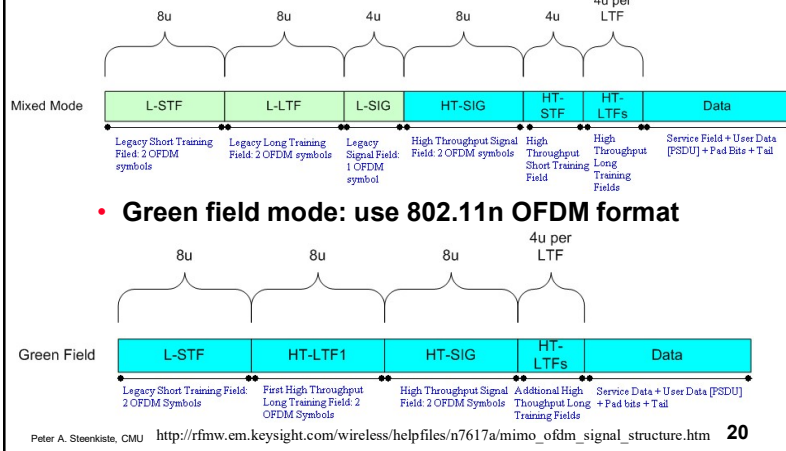 8u 8u 4u 8u 4u 4u per
LTF
Mixed Mode L-STF L-LTF L-SIG HT-SIG HT-STF HT-LTFs Data
Legacy Short Training Filed: 2 OFDM symbols
Legacy Long Training Field: 2 OFDM symbols
Legacy Signal Field: 1 OFDM symbol
High Throughput Signal Field: 2 OFDM symbols
High Throughput Short Training Field
High Throughput Long Training Fields
Service Field + User Data [PSDU] + Pad Bits + Tail
• Green field mode: use 802.11n OFDM format
8u 8u 8u 4u per
LTF
Green Field L-STF HT-LTF1 HT-SIG HT-LTFs Data
Legacy Short Training Field: 2 OFDM Symbols
First High Throughput Long Training Field: 2 OFDM Symbols
High Throughput Signal Field: 2 OFDM Symbols
Addtional High Thoughput Long Training Fields
Service Data + User Data [PSDU] + Pad bits + Tail
Peter A. Steenkiste, CMU http://rfmw.em.keysight.com/wireless/helpfiles/n7617a/mimo_ofdm_signal_structure.htm 20